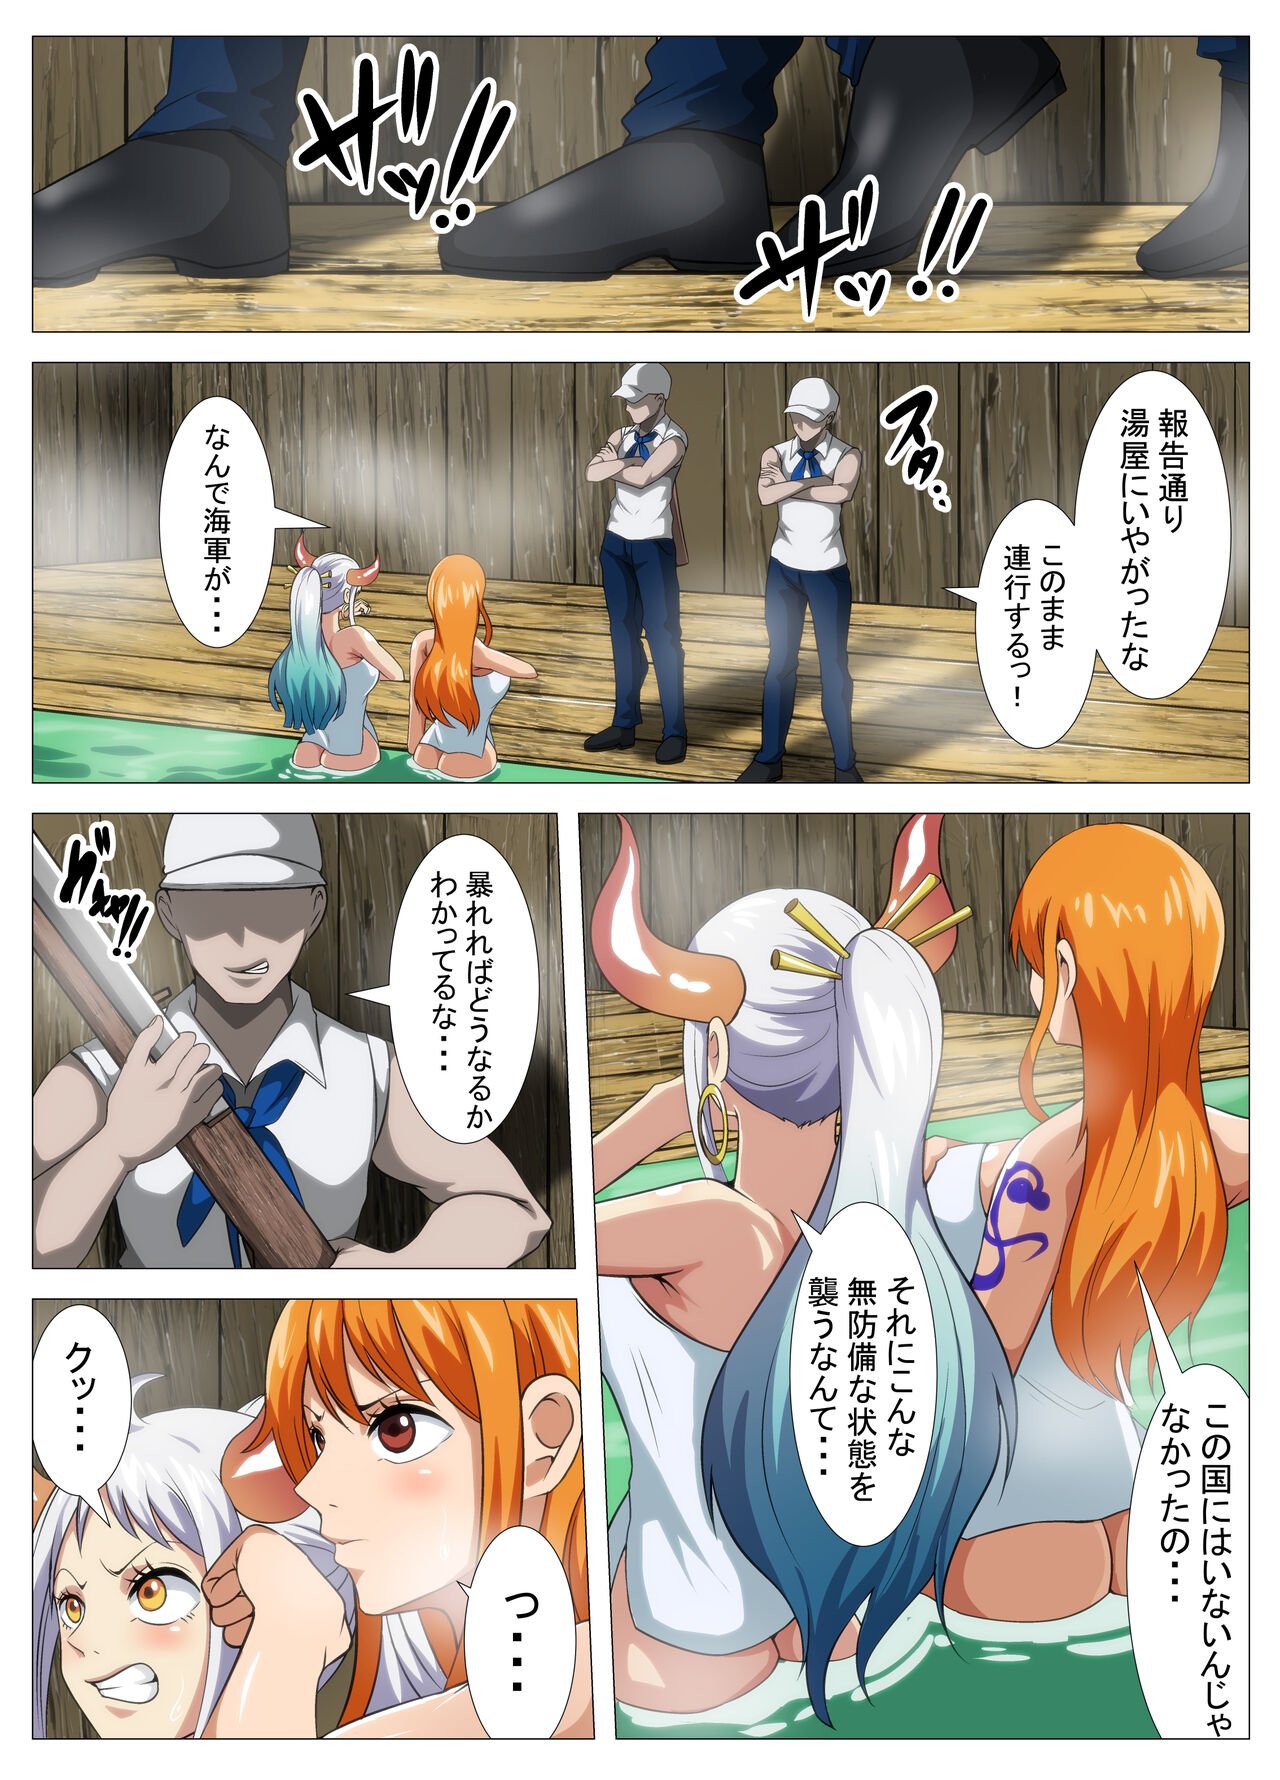 ザッ!!
ザッ!!
報告通り
湯屋にいやがったな
このまま
連行するっ!
スタ…
なんで海軍が・・・
この国にはいないんじゃ
なかったの・・・
それにこんな
無防備な状態を
襲うなんて・・・
暴れればどうなるか
わかってるな・・・
つ・・・
クッ・・・